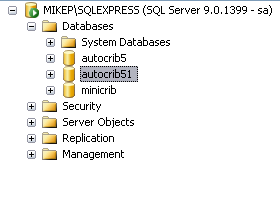 MIKEP\SQLEXPRESS (SQL Server 9.0.1399 - sa)
Databases
System Databases
autocrib5
autocrib51
minicrib
Security
Server Objects
Replication
Management